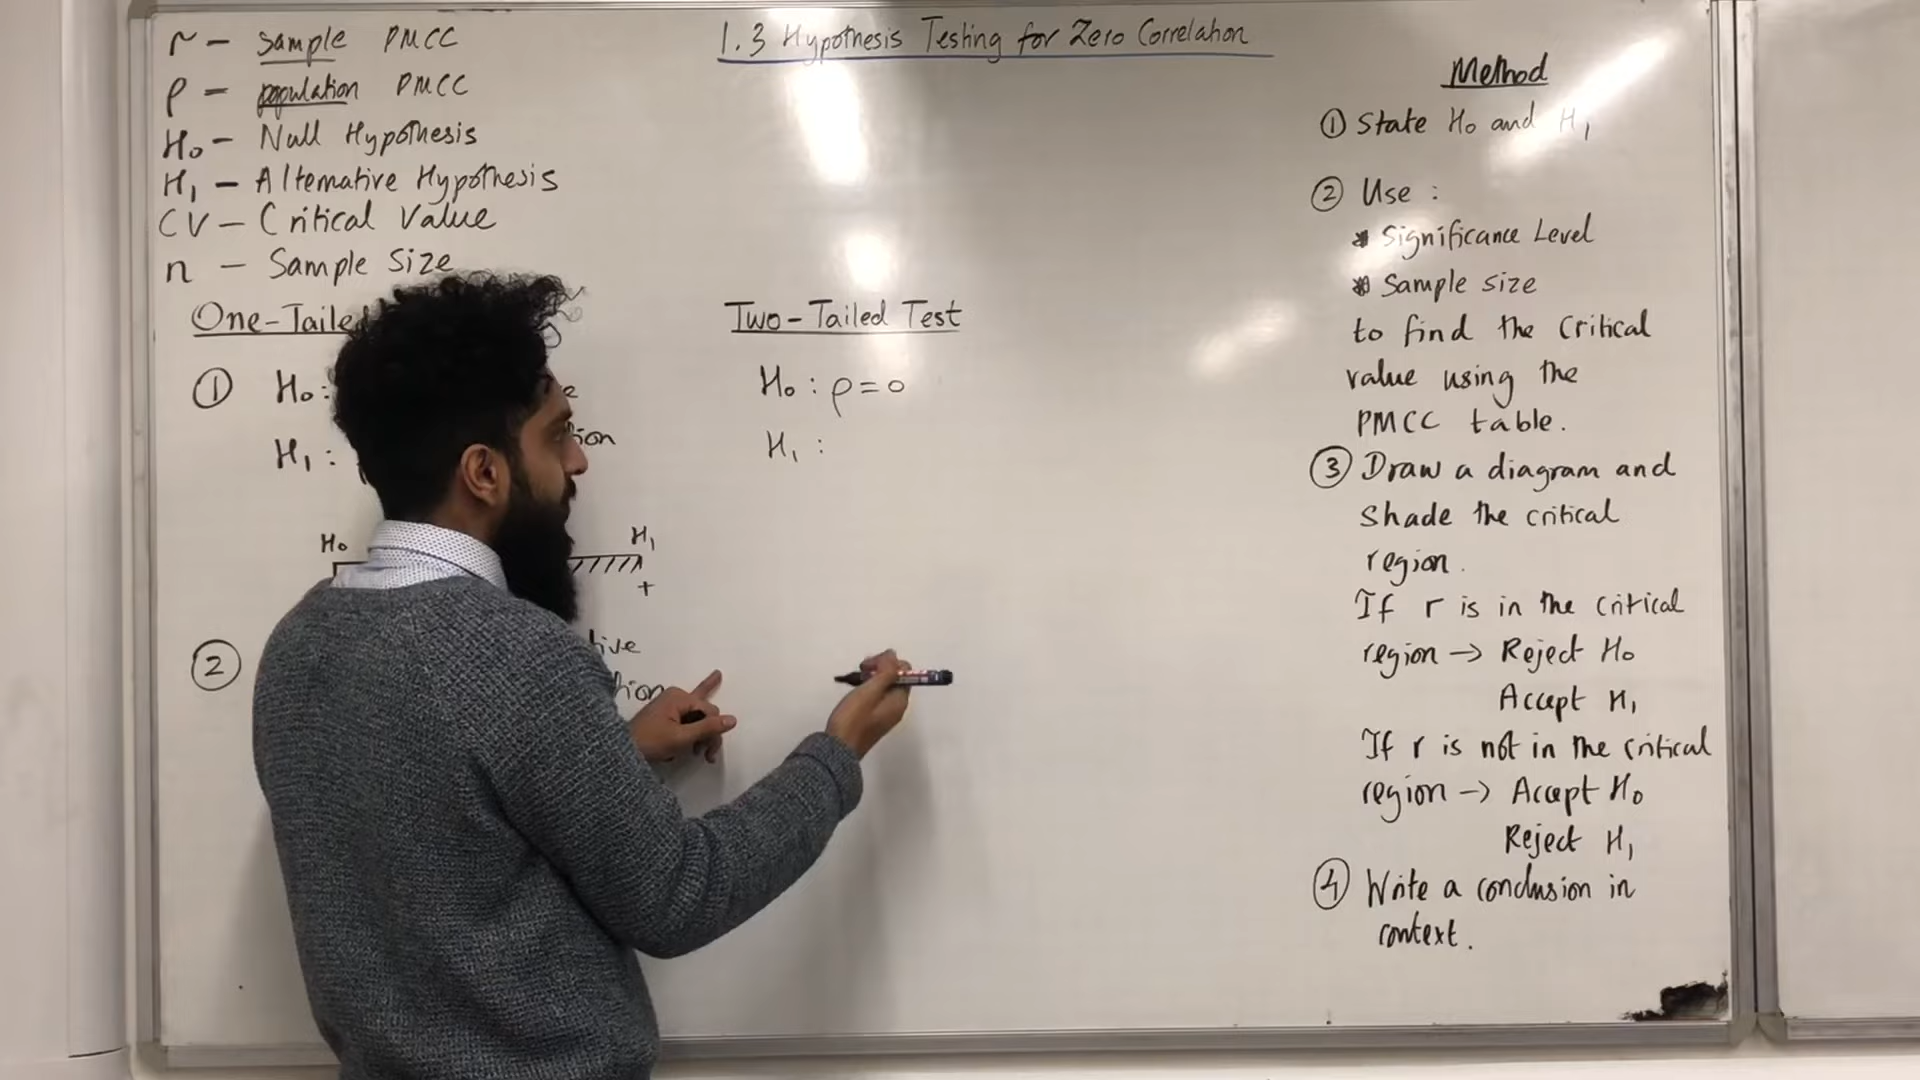 1.3 Hypothesis Testing for Zero Correlation
r - Sample PMCC
ρ - population PMCC
H₀ - Null Hypothesis
H₁ - Alternative Hypothesis
CV - Critical Value
n - Sample Size
One-Tailed
① H₀:
H₁:
H₀
H₁
+
②
Two-Tailed Test
H₀: ρ=0
H₁:
Method
① State H₀ and H₁
② Use:
* Significance Level
* Sample size
to find the critical
value using the
PMCC table.
③ Draw a diagram and
Shade the critical
region.
If r is in the critical
region → Reject H₀
Accept H₁
If r is not in the critical
region → Accept H₀
Reject H₁
④ Write a conclusion in
context.